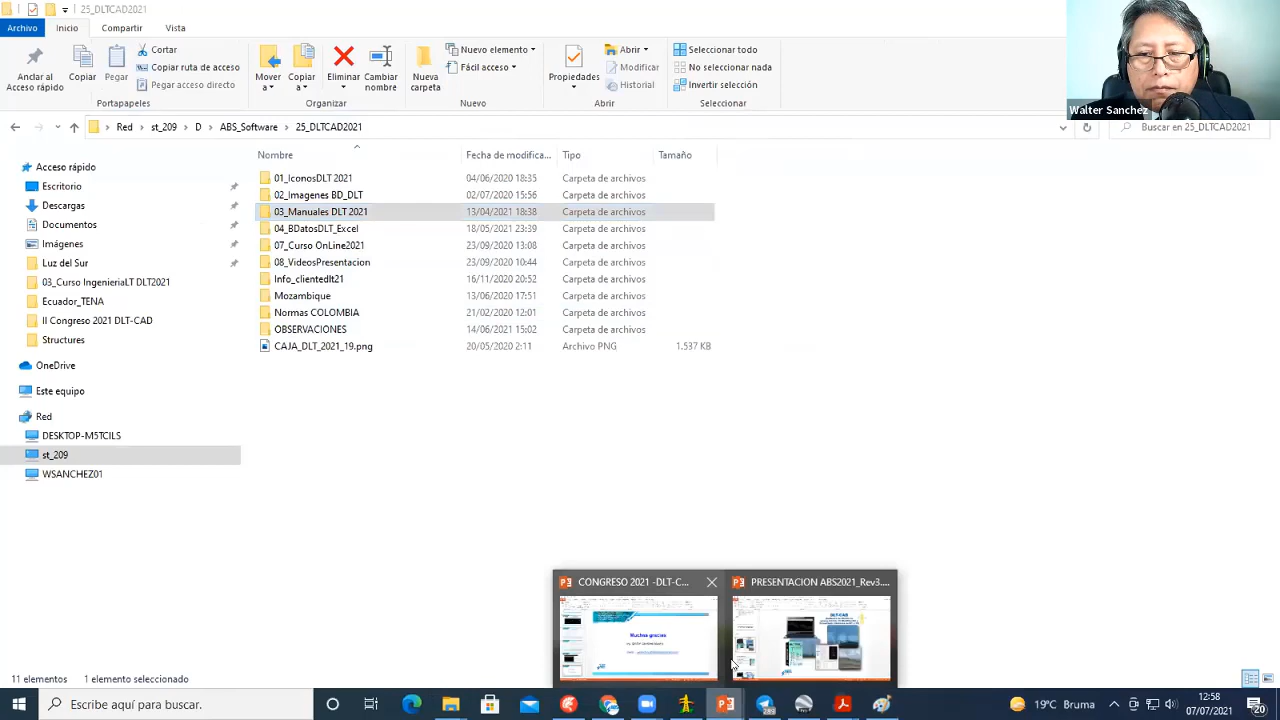 25_DLTCAD2021
Archivo Inicio Compartir Vista
Andar al Acceso rápido
Copiar
Pegar
Cortar
Copiar ruta de acceso
Pegar acceso directo
Portapapeles
Mover a
Copiar a
Eliminar
Cambiar nombre
Organizar
Nueva carpeta
Nuevo elemento
Fácil acceso
Nuevo
Propiedades
Abrir
Modificar
Historial
Abrir
Seleccionar todo
No seleccionar nada
Invertir selección
Seleccionar
Walter Sanchez
Red > st_209 > D > ABS_Software > 25_DLTCAD2021
Buscar en 25_DLTCAD2021
Acceso rápido
Escritorio
Descargas
Documentos
Imágenes
Luz del Sur
03_Curso IngenieriaLT DLT2021
Ecuador_TENA
II Congreso 2021 DLT-CAD
Structures
OneDrive
Este equipo
Red
DESKTOP-M5TCILS
st_209
WSANCHEZ01
Nombre Fecha de modifica... Tipo Tamaño
01_IconosDLT 2021 04/06/2020 18:35 Carpeta de archivos
02_Imagenes BD_DLT 02/07/2020 15:56 Carpeta de archivos
03_Manuales DLT 2021 13/04/2021 18:38 Carpeta de archivos
04_BDatosDLT_Excel 18/05/2021 23:39 Carpeta de archivos
07_Curso OnLine2021 23/09/2020 13:08 Carpeta de archivos
08_VideosPresentacion 23/09/2020 10:44 Carpeta de archivos
Info_clientedlt21 16/11/2020 20:52 Carpeta de archivos
Mozambique 13/06/2020 17:51 Carpeta de archivos
Normas COLOMBIA 21/02/2020 12:01 Carpeta de archivos
OBSERVACIONES 14/06/2021 15:02 Carpeta de archivos
CAJA_DLT_2021_19.png 20/05/2020 2:11 Archivo PNG 1.537 KB
CONGRESO 2021 -DLT-C...
PRESENTACION ABS2021_Rev3....
Muchas gracias
DLT-CAD
11 elementos
seleccionado
Escribe aquí para buscar.
19°C Bruma
12:58
07/07/2021
20